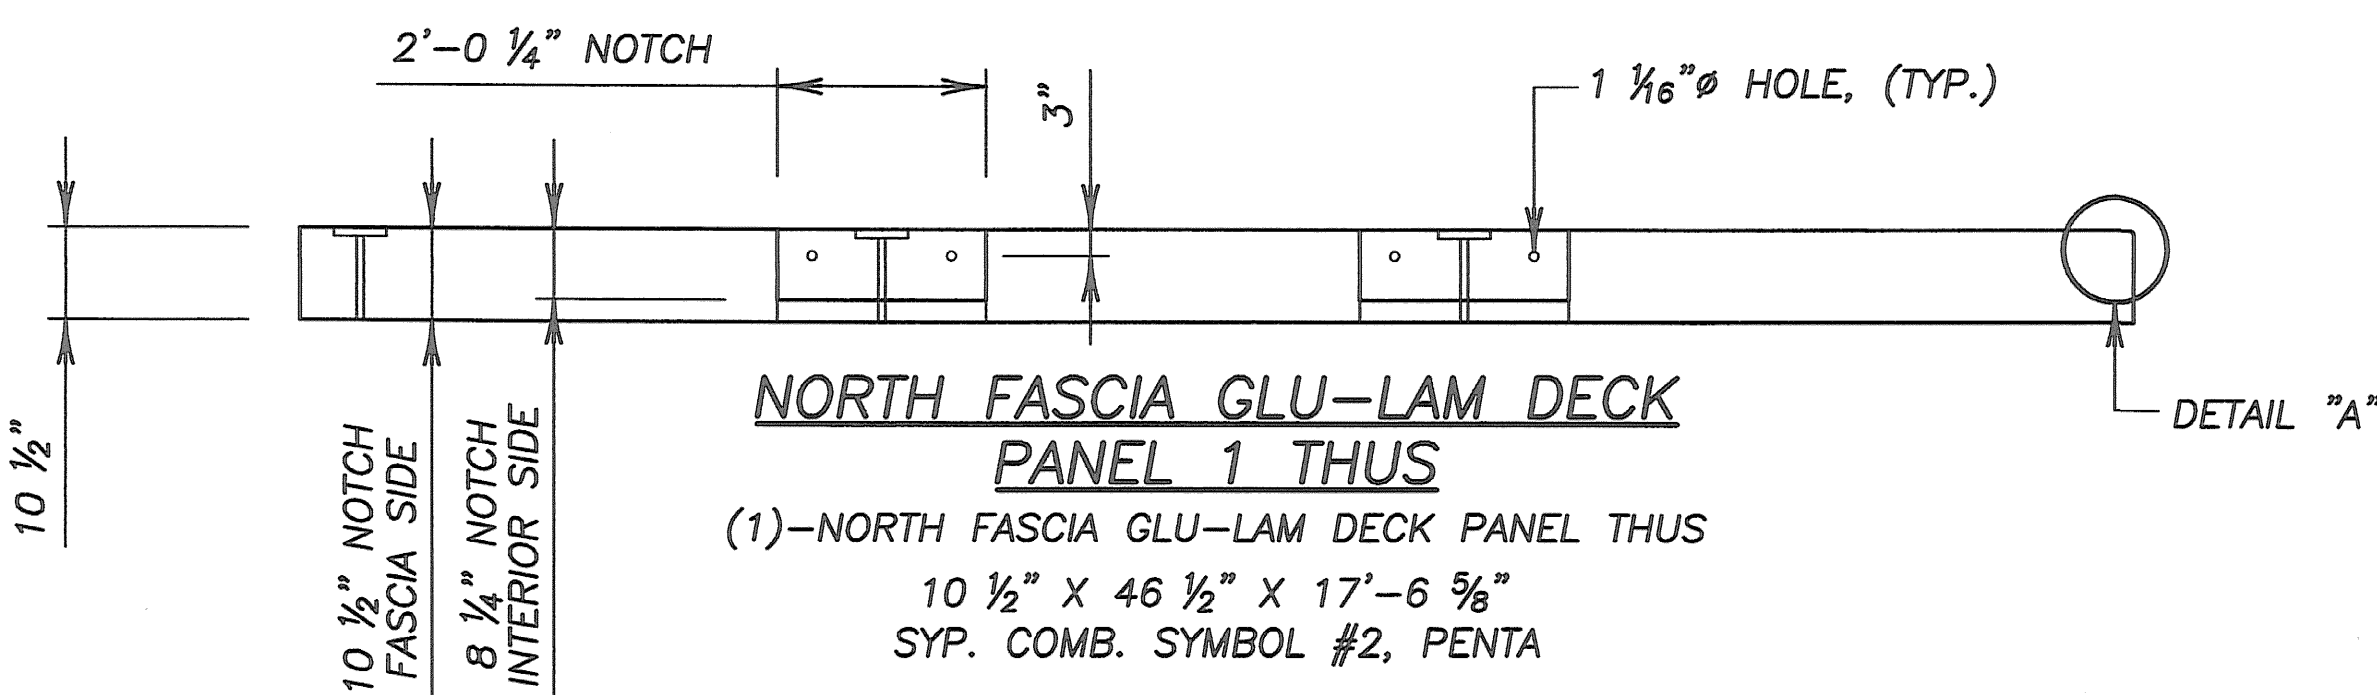 2'-0 1/4" NOTCH
3"
1 1/16"ø HOLE, (TYP.)
10 1/2"
10 1/2" NOTCH
FASCIA SIDE
8 1/4" NOTCH
INTERIOR SIDE
DETAIL "A"
NORTH FASCIA GLU-LAM DECK
PANEL 1 THUS
(1)-NORTH FASCIA GLU-LAM DECK PANEL THUS
10 1/2" X 46 1/2" X 17'-6 5/8"
SYP. COMB. SYMBOL #2, PENTA